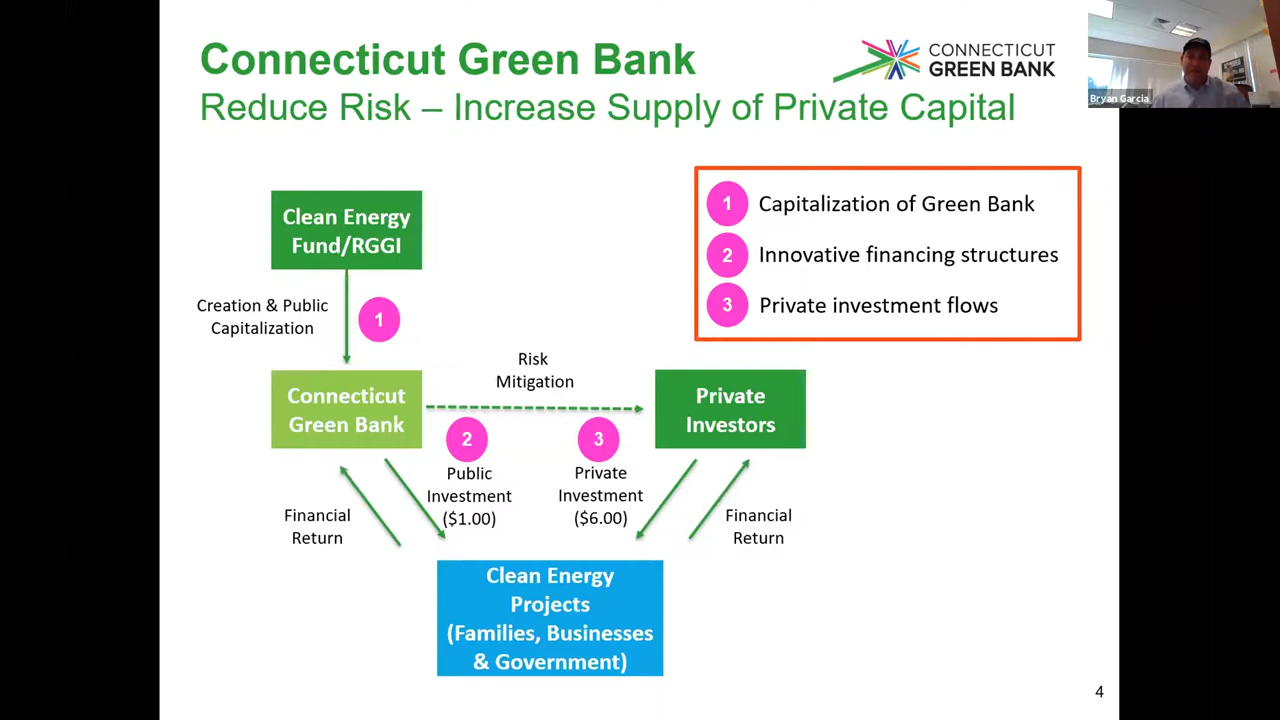 Connecticut Green Bank
Reduce Risk – Increase Supply of Private Capital
CONNECTICUT
GREEN BANK
Bryan Garcia
1 Capitalization of Green Bank
2 Innovative financing structures
3 Private investment flows
Clean Energy
Fund/RGGI
Creation & Public
Capitalization
1
Risk
Mitigation
Connecticut
Green Bank
Private
Investors
2
3
Public
Investment
($1.00)
Private
Investment
($6.00)
Financial
Return
Financial
Return
Clean Energy
Projects
(Families, Businesses
& Government)
4